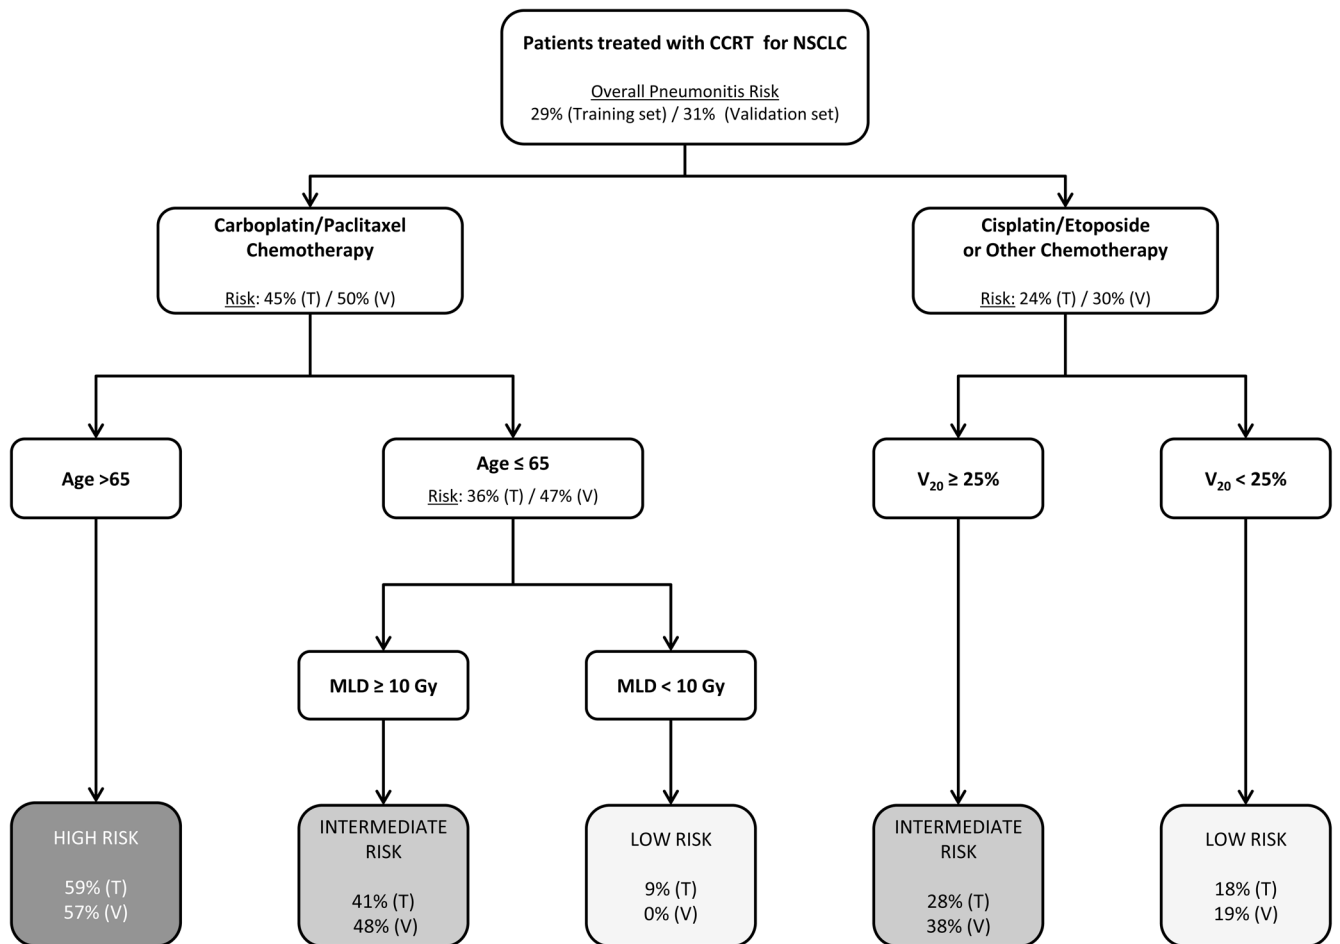 Patients treated with CCRT for NSCLC
Overall Pneumonitis Risk
29% (Training set) / 31% (Validation set)
Carboplatin/Paclitaxel
Chemotherapy
Risk: 45% (T) / 50% (V)
Cisplatin/Etoposide
or Other Chemotherapy
Risk: 24% (T) / 30% (V)
Age >65
Age ≤ 65
Risk: 36% (T) / 47% (V)
V20 ≥ 25%
V20 < 25%
MLD ≥ 10 Gy
MLD < 10 Gy
HIGH RISK
59% (T)
57% (V)
INTERMEDIATE
RISK
41% (T)
48% (V)
LOW RISK
9% (T)
0% (V)
INTERMEDIATE
RISK
28% (T)
38% (V)
LOW RISK
18% (T)
19% (V)